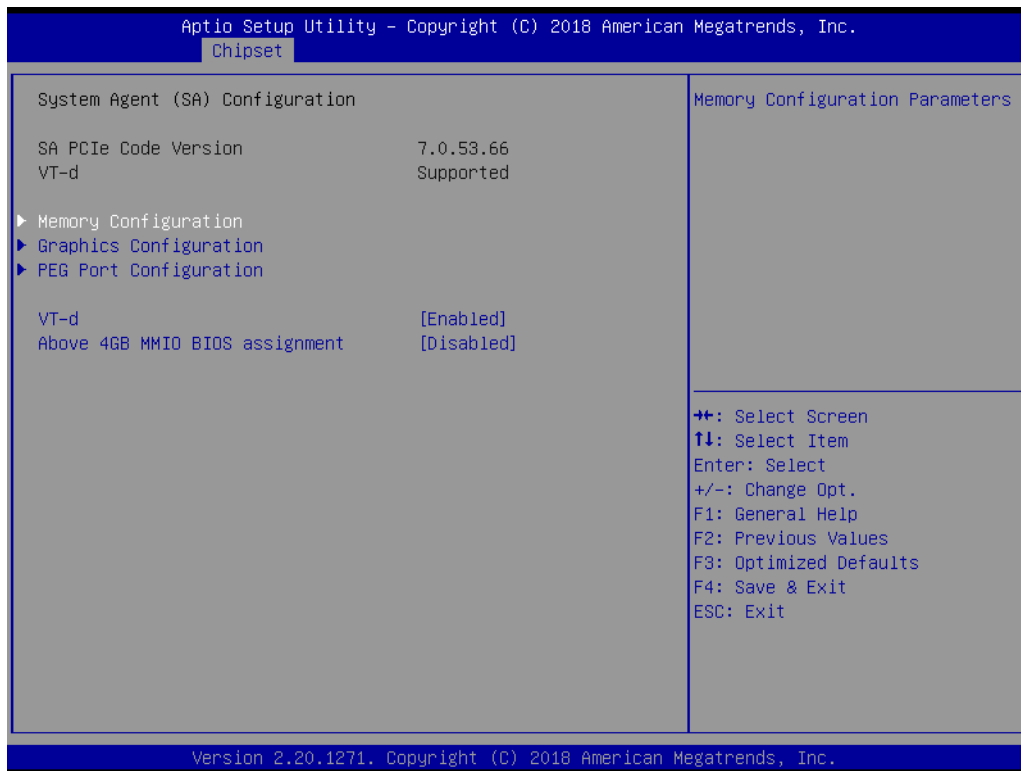 Aptio Setup Utility – Copyright (C) 2018 American Megatrends, Inc.
Chipset
System Agent (SA) Configuration
SA PCIe Code Version 7.0.53.66
VT-d Supported
Memory Configuration
Graphics Configuration
PEG Port Configuration
VT-d [Enabled]
Above 4GB MMIO BIOS assignment [Disabled]
Memory Configuration Parameters
→←: Select Screen
↑↓: Select Item
Enter: Select
+/-: Change Opt.
F1: General Help
F2: Previous Values
F3: Optimized Defaults
F4: Save & Exit
ESC: Exit
Version 2.20.1271. Copyright (C) 2018 American Megatrends, Inc.